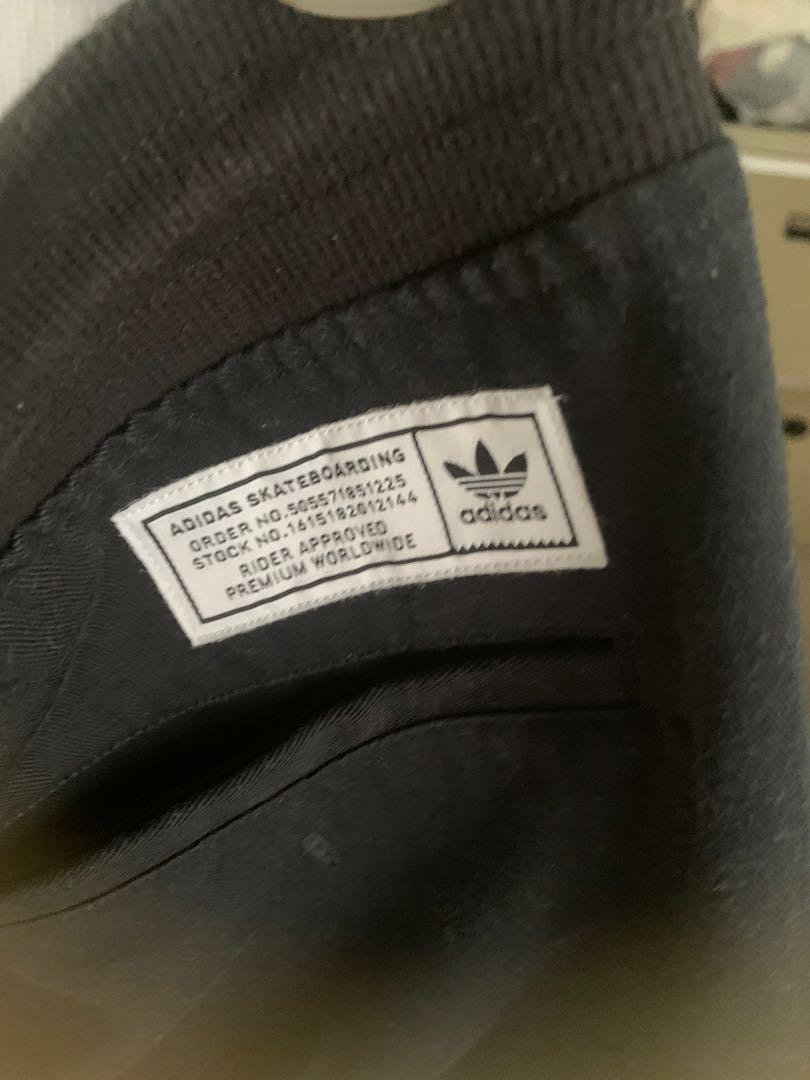 ADIDAS SKATEBOARDING
ORDER NO.505571851225
STOCK NO.1615182012144
RIDER APPROVED
PREMIUM WORLDWIDE
adidas